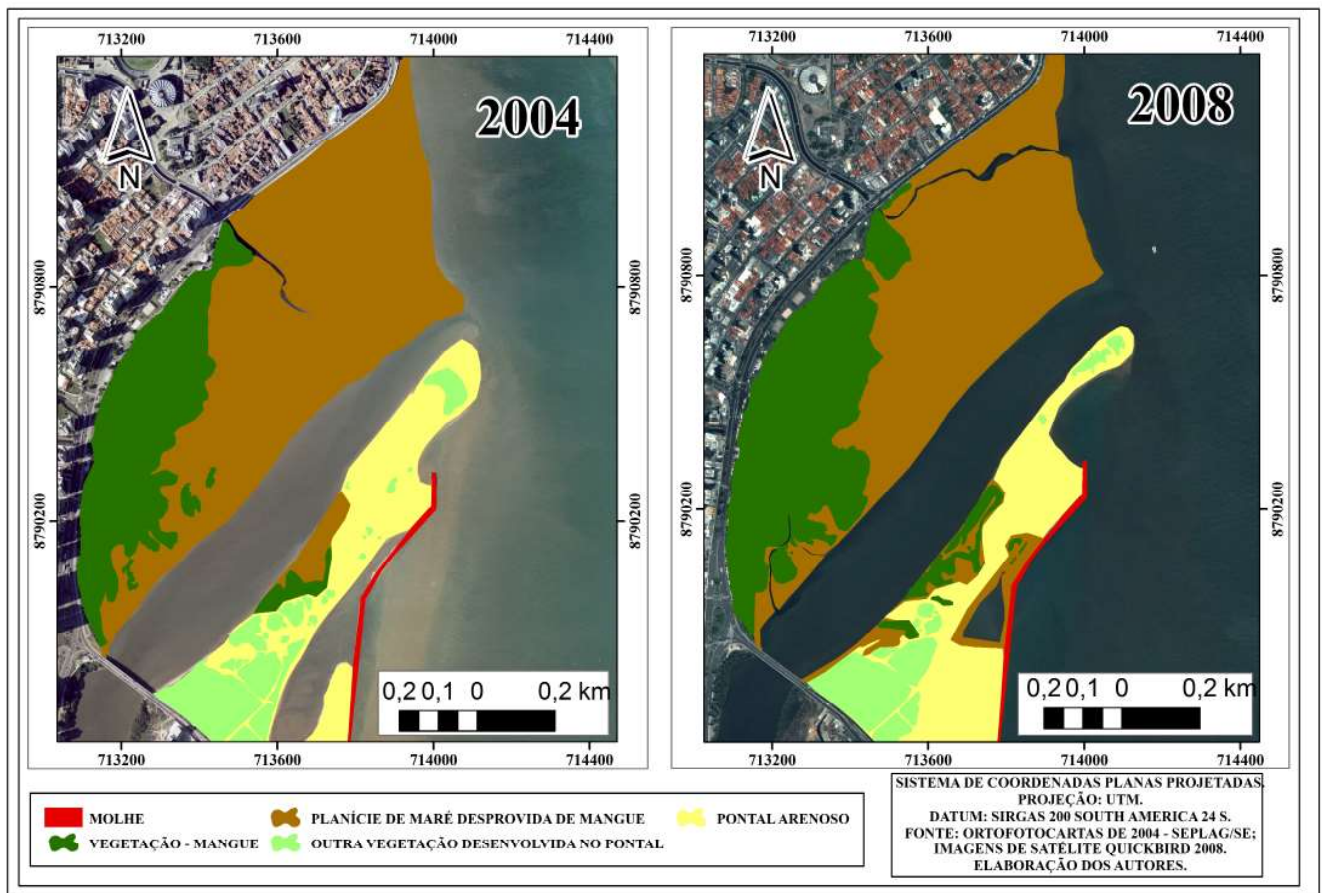 713200 713600 714000 714400
2004
N
8790800
8790200
8790800
8790200
0,2 0,1 0 0,2 km
713200 713600 714000 714400
713200 713600 714000 714400
2008
N
8790800
8790200
8790800
8790200
0,2 0,1 0 0,2 km
713200 713600 714000 714400
MOLHE
PLANÍCIE DE MARÉ DESPROVIDA DE MANGUE
PONTAL ARENOSO
VEGETAÇÃO - MANGUE
OUTRA VEGETAÇÃO DESENVOLVIDA NO PONTAL
SISTEMA DE COORDENADAS PLANAS PROJETADAS.
PROJEÇÃO: UTM.
DATUM: SIRGAS 200 SOUTH AMERICA 24 S.
FONTE: ORTOFOTOCARTAS DE 2004 - SEPLAG/SE;
IMAGENS DE SATÉLITE QUICKBIRD 2008.
ELABORAÇÃO DOS AUTORES.